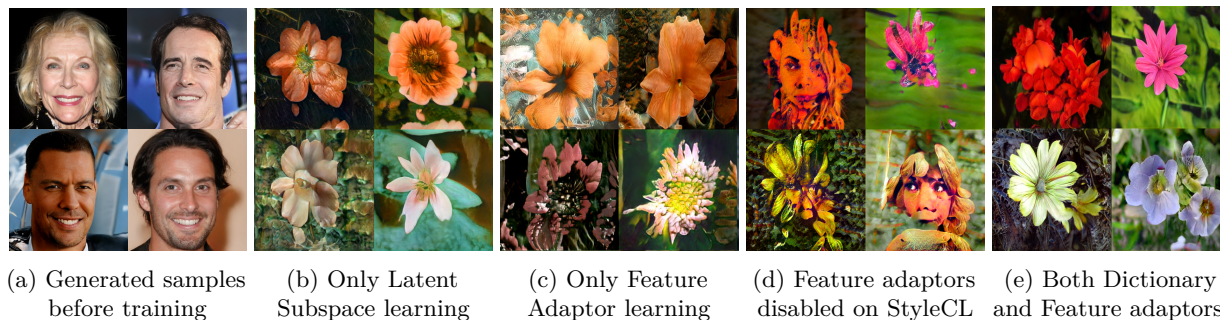 (a) Generated samples
before training
(b) Only Latent
Subspace learning
(c) Only Feature
Adaptor learning
(d) Feature adaptors
disabled on StyleCL
(e) Both Dictionary
and Feature adaptors